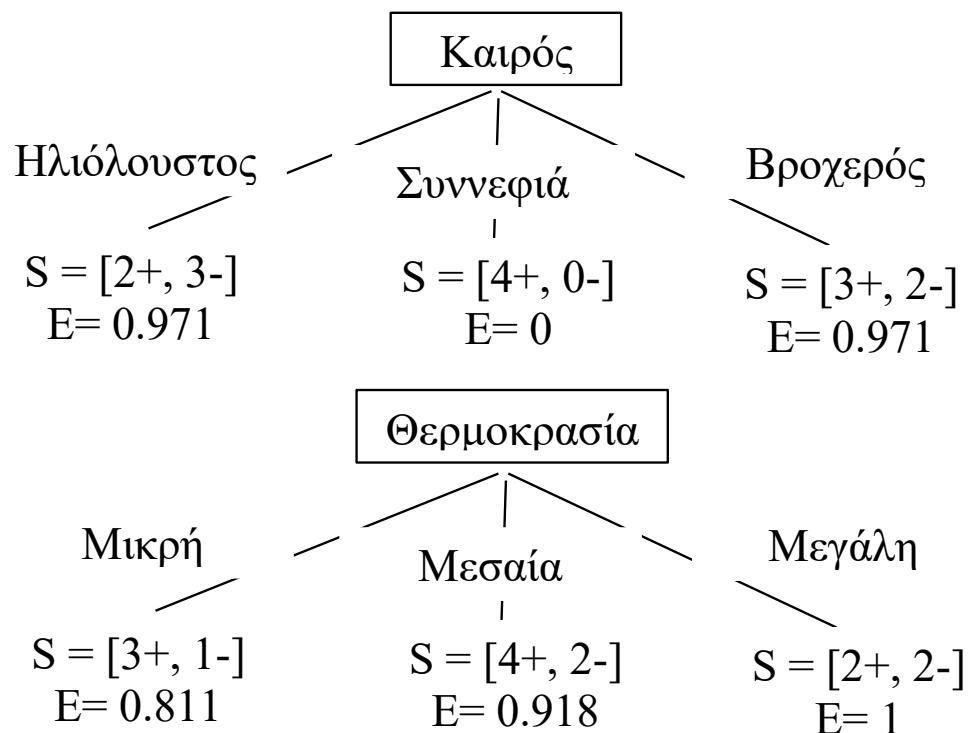 Καιρός
Ηλιόλουστος Συννεφιά Βροχερός
S = [2+, 3-] S = [4+, 0-] S = [3+, 2-]
E= 0.971 E= 0 E= 0.971
Θερμοκρασία
Μικρή Μεσαία Μεγάλη
S = [3+, 1-] S = [4+, 2-] S = [2+, 2-]
E= 0.811 E= 0.918 E= 1